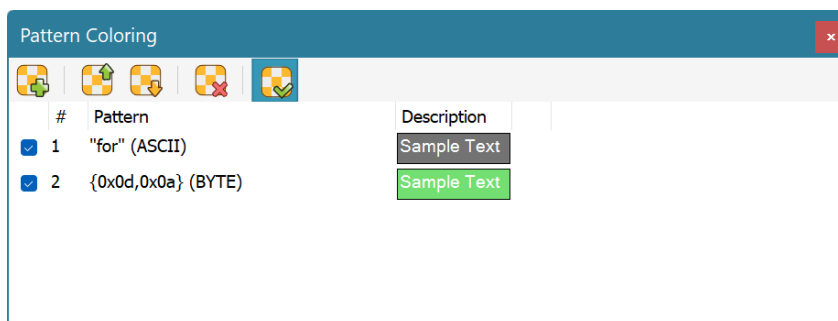 Pattern Coloring
# Pattern Description
1 "for" (ASCII) Sample Text
2 {0x0d,0x0a} (BYTE) Sample Text